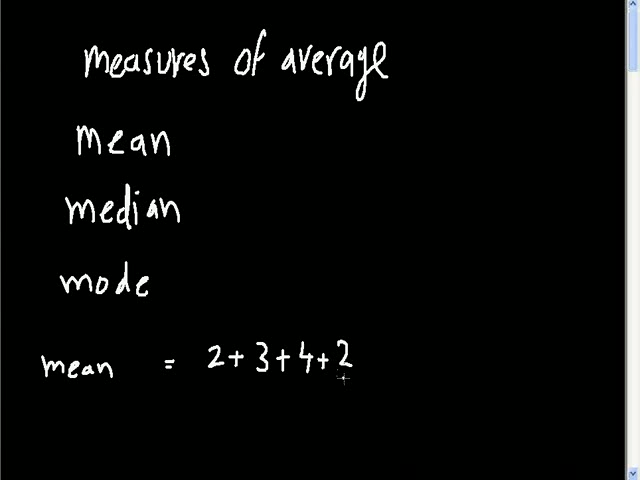 measures of average
mean
median
mode
mean = 2+3+4+2